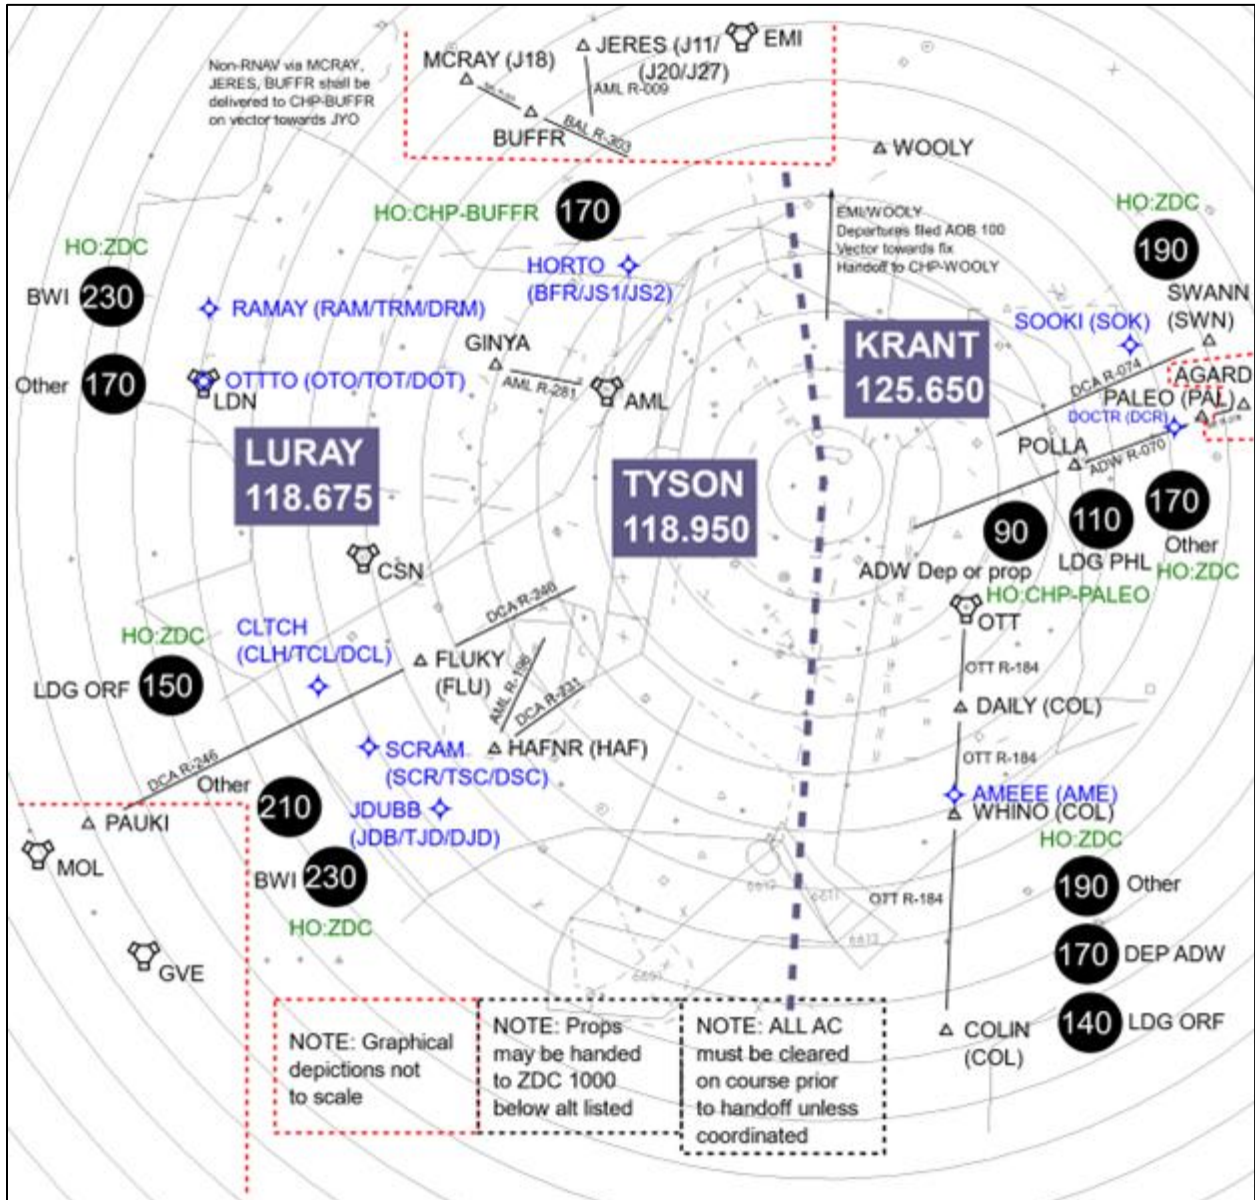 JERES (J11/
(J20/J27)
EMI
MCRAY (J18)
Non-RNAV via MCRAY,
JERES, BUFFR shall be
delivered to CHP-BUFFR
on vector towards JYO
AML R-009
BUFFR
BAL R-303
WOOLY
HO:CHP-BUFFR
170
EMI/WOOLY
Departures filed AOB 100
Vector towards fix
Handoff to CHP-WOOLY
HO:ZDC
190
HO:ZDC
BWI
230
HORTO
(BFR/JS1/JS2)
SWANN
(SWN)
RAMAY (RAM/TRM/DRM)
SOOKI (SOK)
KRANT
125.650
GINYA
AML R-281
AML
Other
170
OTTTO (OTO/TOT/DOT)
LDN
DCA R-074
AGARD
PALEO (PAL)
DOCTR (DCR)
POLLA
ADW R-070
LURAY
118.675
TYSON
118.950
90
110
170
ADW Dep or prop
LDG PHL
Other
HO:ZDC
HO:CHP-PALEO
CSN
DCA R-246
OTT
HO:ZDC
CLTCH
(CLH/TCL/DCL)
FLUKY
(FLU)
AML R-196
DCA R-231
OTT R-184
LDG ORF
150
DAILY (COL)
HAFNR (HAF)
SCRAM
(SCR/TSC/DSC)
DCA R-246
OTT R-184
Other
210
JDUBB
(JDB/TJD/DJD)
AMEEE (AME)
WHINO (COL)
PAUKI
MOL
HO:ZDC
BWI
230
HO:ZDC
190
Other
6612
6611
OTT R-184
6613
170
DEP ADW
GVE
140
LDG ORF
COLIN
(COL)
NOTE: Graphical
depictions not
to scale
NOTE: Props
may be handed
to ZDC 1000
below alt listed
NOTE: ALL AC
must be cleared
on course prior
to handoff unless
coordinated